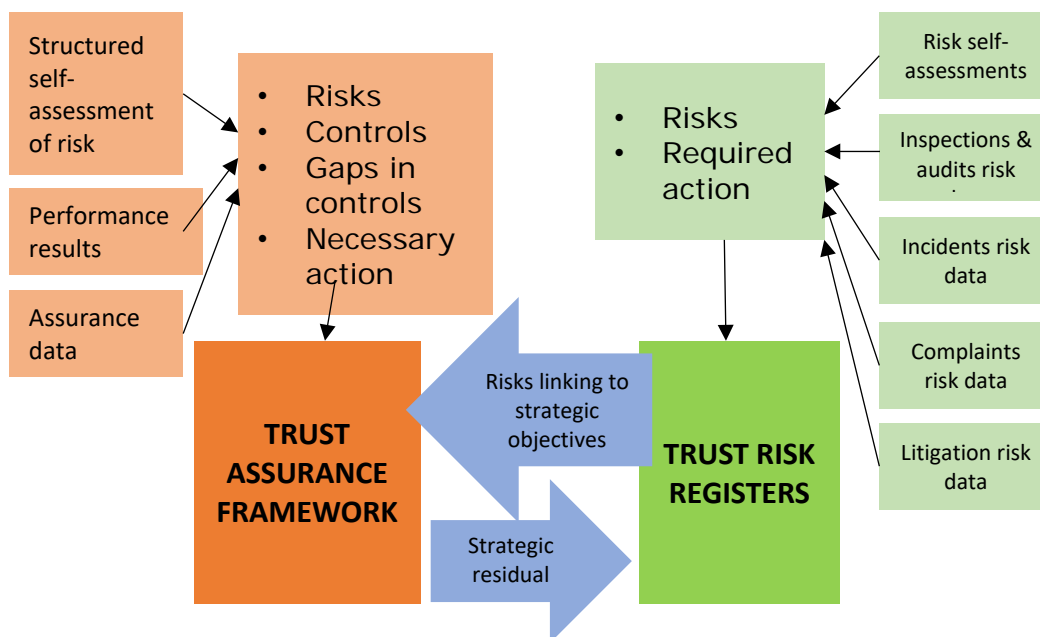 Structured
self-
assessment
of risk
Performance
results
Assurance
data
• Risks
• Controls
• Gaps in
controls
• Necessary
action
• Risks
• Required
action
Risk self-
assessments
Inspections &
audits risk
Incidents risk
data
Complaints
risk data
Litigation risk
data
TRUST
ASSURANCE
FRAMEWORK
Risks linking to
strategic
objectives
Strategic
residual
TRUST RISK
REGISTERS